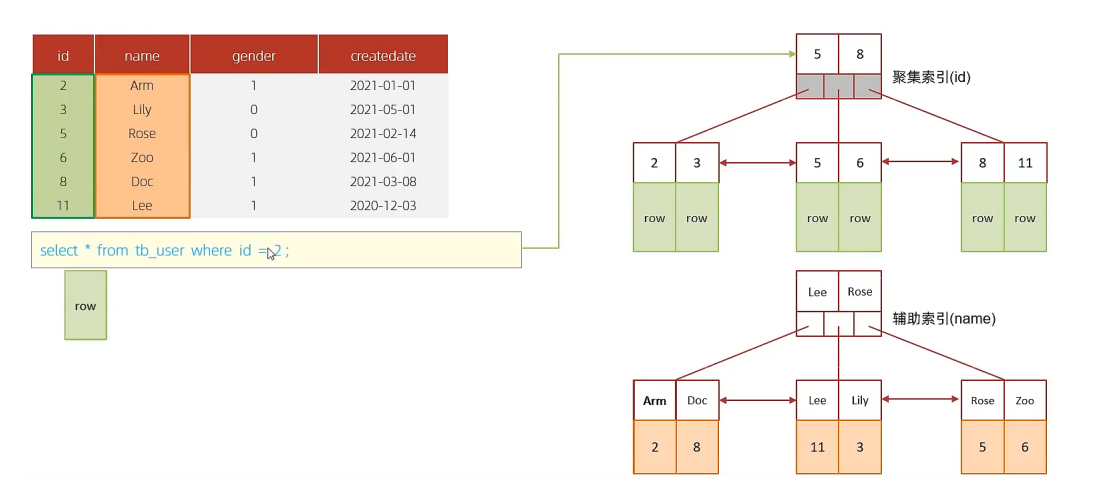 id name gender createdate
2 Arm 1 2021-01-01
3 Lily 0 2021-05-01
5 Rose 0 2021-02-14
6 Zoo 1 2021-06-01
8 Doc 1 2021-03-08
11 Lee 1 2020-12-03
select * from tb_user where id = 2 ;
row
5 8
聚集索引(id)
2 3 5 6 8 11
row row row row row row
Lee Rose
辅助索引(name)
Arm Doc Lee Lily Rose Zoo
2 8 11 3 5 6